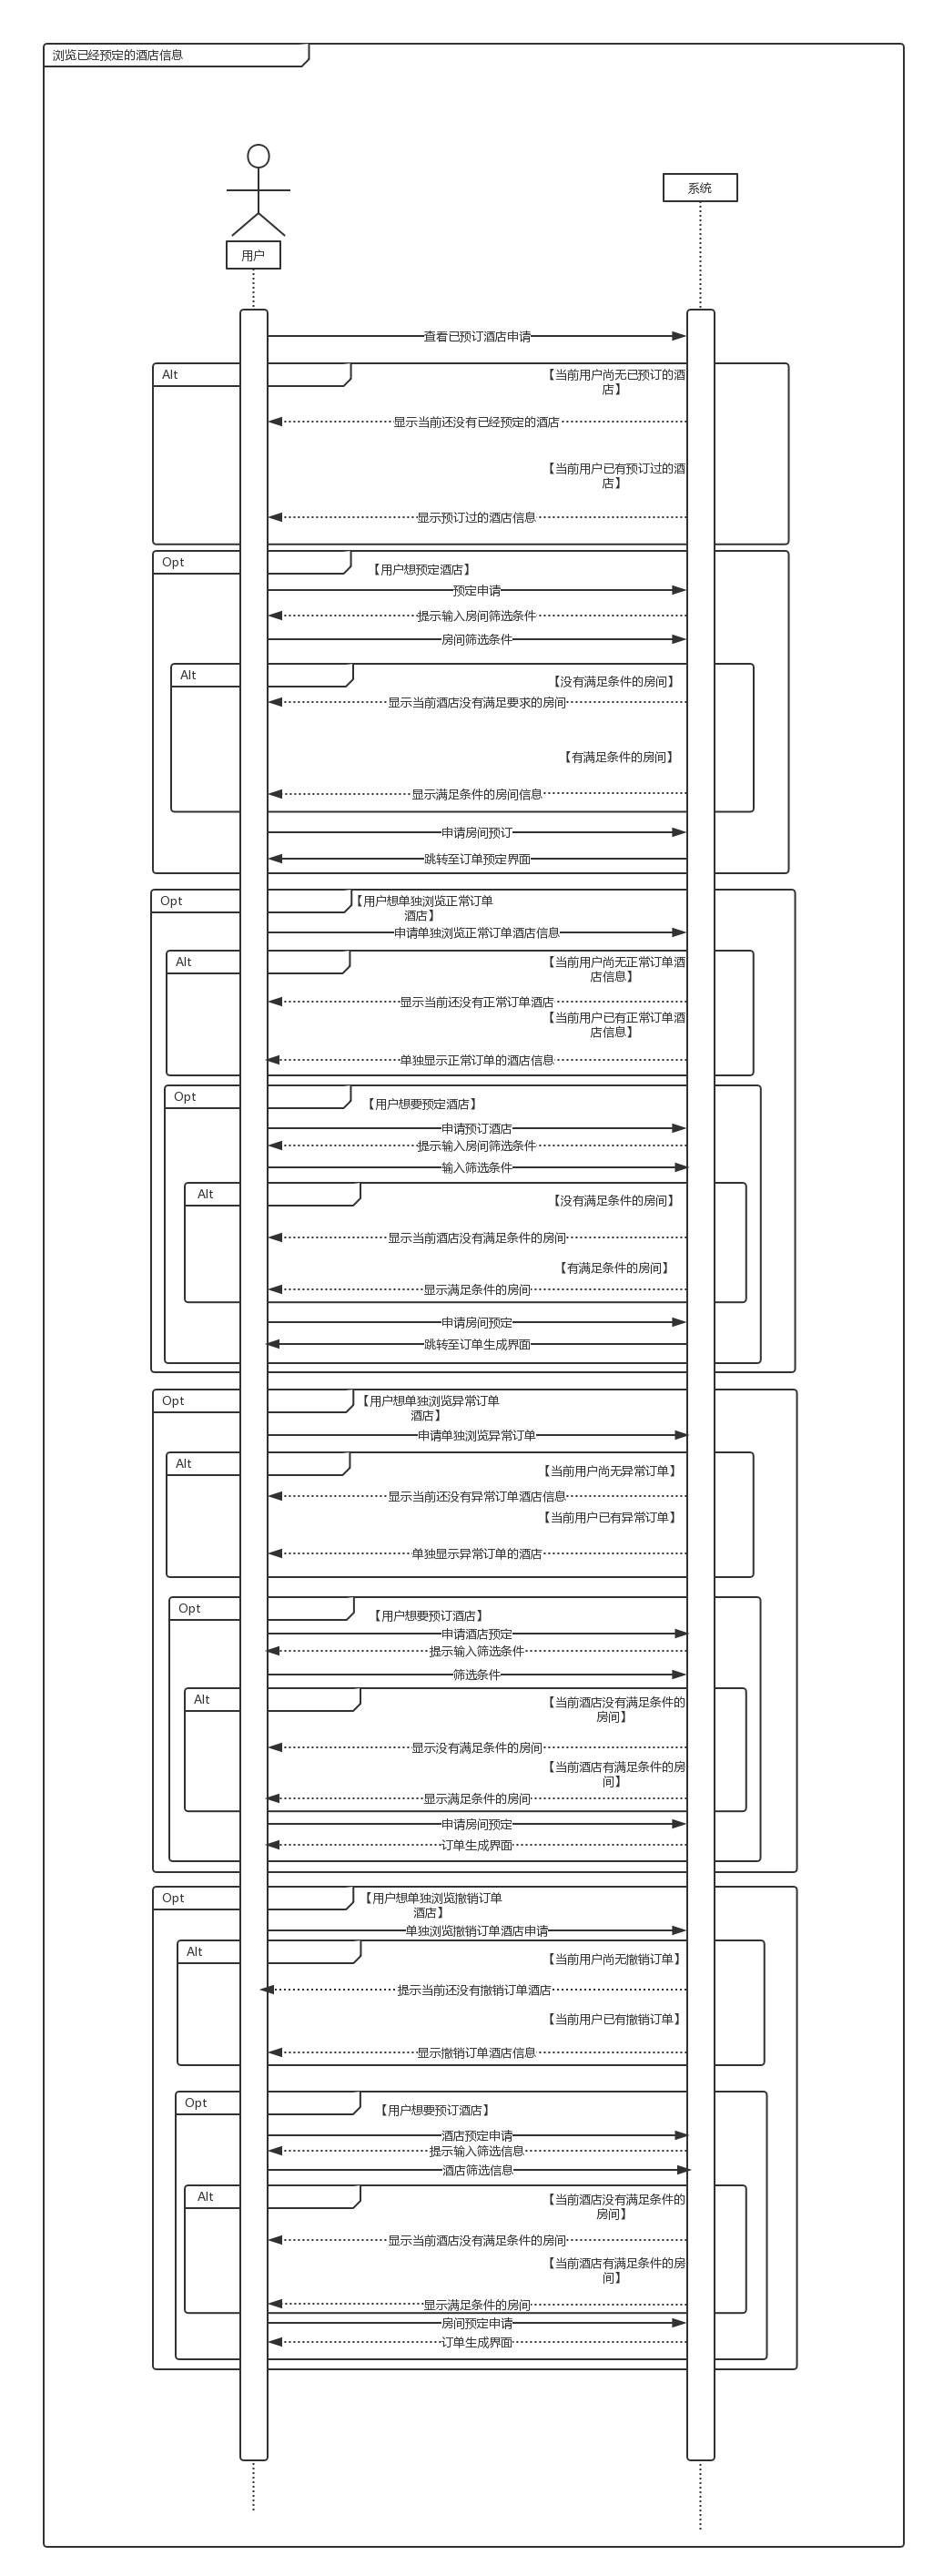 浏览已经预定的酒店信息
系统
用户
查看已预订酒店申请
Alt
【当前用户尚无已预订的酒
店】
显示当前还没有已经预定的酒店
【当前用户已有预订过的酒
店】
显示预订过的酒店信息
Opt
【用户想预定酒店】
预定申请
提示输入房间筛选条件
房间筛选条件
Alt
【没有满足条件的房间】
显示当前酒店没有满足要求的房间
【有满足条件的房间】
显示满足条件的房间信息
申请房间预订
跳转至订单预定界面
Opt
【用户想单独浏览正常订单
酒店】
申请单独浏览正常订单酒店信息
Alt
【当前用户尚无正常订单酒
店信息】
显示当前还没有正常订单酒店
【当前用户已有正常订单酒
店信息】
单独显示正常订单的酒店信息
Opt
【用户想要预定酒店】
申请预订酒店
提示输入房间筛选条件
输入筛选条件
Alt
【没有满足条件的房间】
显示当前酒店没有满足条件的房间
【有满足条件的房间】
显示满足条件的房间
申请房间预定
跳转至订单生成界面
Opt
【用户想单独浏览异常订单
酒店】
申请单独浏览异常订单
Alt
【当前用户尚无异常订单】
显示当前还没有异常订单酒店信息
【当前用户已有异常订单】
单独显示异常订单的酒店
Opt
【用户想要预订酒店】
申请酒店预定
提示输入筛选条件
筛选条件
Alt
【当前酒店没有满足条件的
房间】
显示没有满足条件的房间
【当前酒店有满足条件的房
间】
显示满足条件的房间
申请房间预定
订单生成界面
Opt
【用户想单独浏览撤销订单
酒店】
单独浏览撤销订单酒店申请
Alt
【当前用户尚无撤销订单】
提示当前还没有撤销订单酒店
【当前用户已有撤销订单】
显示撤销订单酒店信息
Opt
【用户想要预订酒店】
酒店预定申请
提示输入筛选信息
酒店筛选信息
Alt
【当前酒店没有满足条件的
房间】
显示当前酒店没有满足条件的房间
【当前酒店有满足条件的房
间】
显示满足条件的房间
房间预定申请
订单生成界面